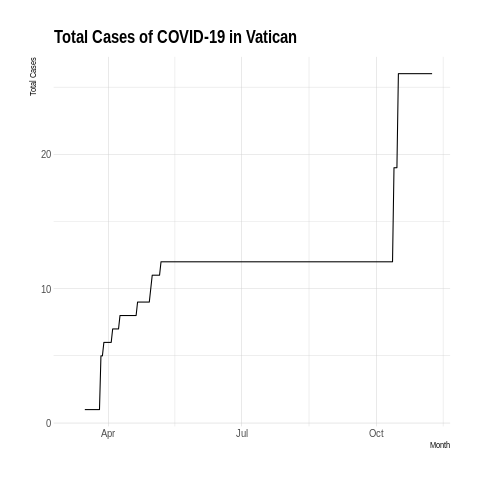 Total Cases of COVID-19 in Vatican
Total Cases
20
10
0
Apr Jul Oct
Month